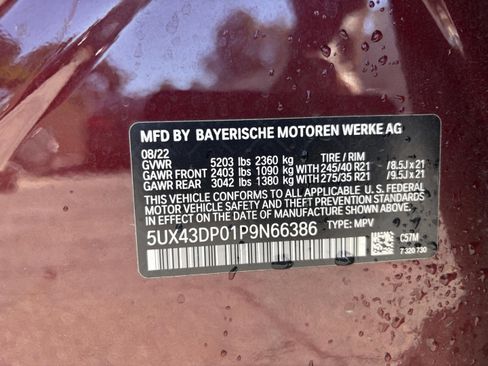 MFD BY BAYERISCHE MOTOREN WERKE AG
08/22
GVWR 5203 lbs 2360 kg TIRE / RIM
GAWR FRONT 2403 lbs 1090 kg WITH 245/40 R21 /8.5J x 21
GAWR REAR 3042 lbs 1380 kg WITH 275/35 R21 /9.5J x 21
THIS VEHICLE CONFORMS TO ALL APPLICABLE U. S. FEDERAL
MOTOR VEHICLE SAFETY AND THEFT PREVENTION STANDARDS
IN EFFECT ON THE DATE OF MANUFACTURE SHOWN ABOVE.
5UX43DP01P9N66386 TYPE: MPV
C57M
7 320 730